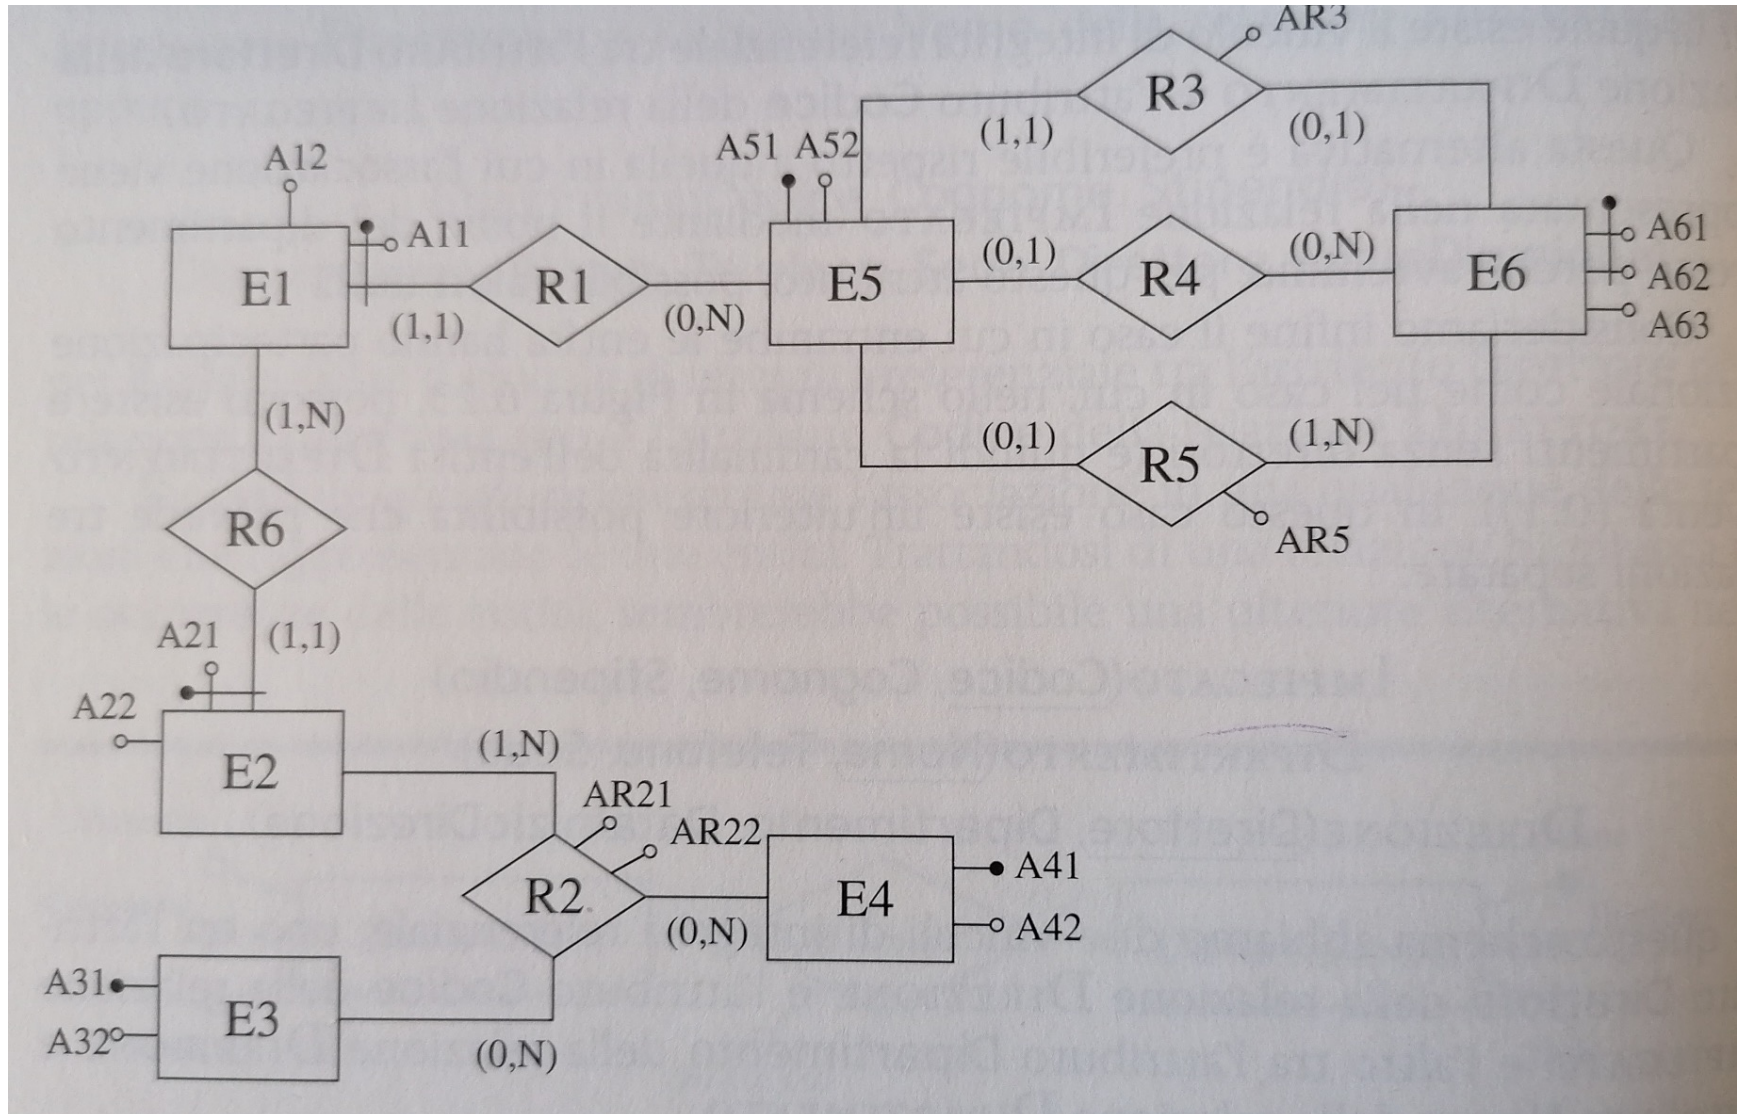 AR3
R3
(1,1)
(0,1)
A51 A52
A12
A11
E1
R1
(1,1)
(0,N)
E5
(0,1)
R4
(0,N)
E6
A61
A62
A63
(1,N)
(0,1)
R5
(1,N)
AR5
R6
A21
(1,1)
A22
E2
(1,N)
AR21
AR22
R2
(0,N)
E4
A41
A42
A31
A32
E3
(0,N)